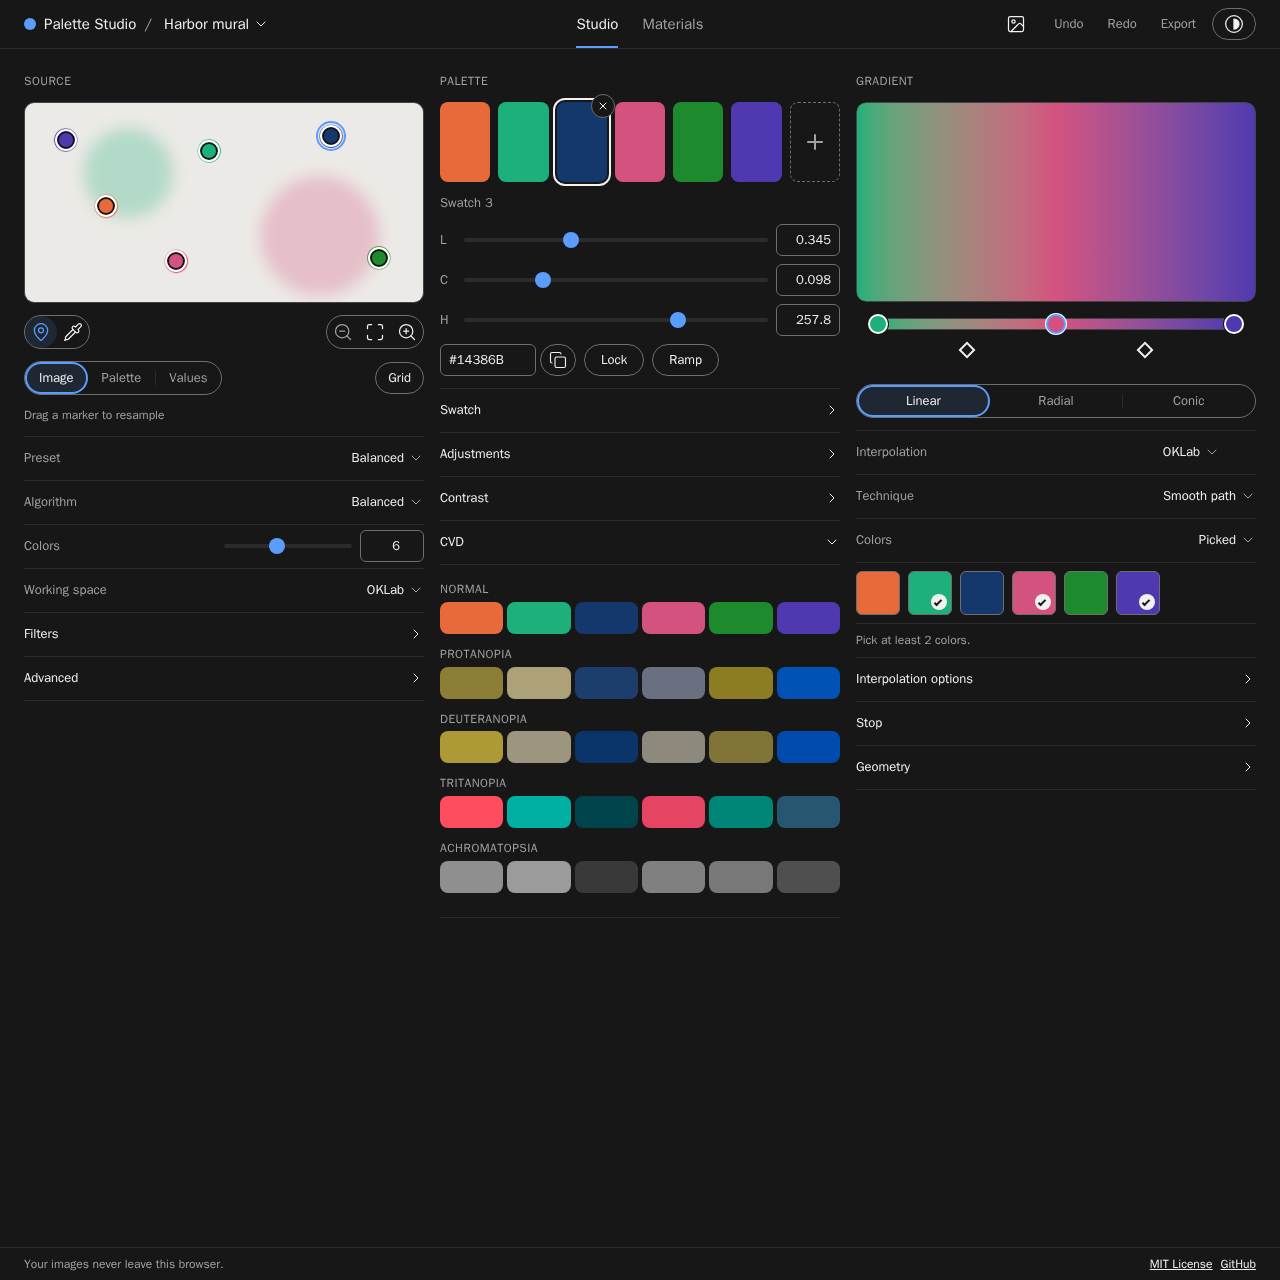 Palette Studio / Harbor mural
Studio
Materials
Undo
Redo
Export
SOURCE
Image
Palette
Values
Grid
Drag a marker to resample
Preset
Balanced
Algorithm
Balanced
Colors
6
Working space
OKLab
Filters
Advanced
PALETTE
Swatch 3
L
0.345
C
0.098
H
257.8
#14386B
Lock
Ramp
Swatch
Adjustments
Contrast
CVD
NORMAL
PROTANOPIA
DEUTERANOPIA
TRITANOPIA
ACHROMATOPSIA
GRADIENT
Linear
Radial
Conic
Interpolation
OKLab
Technique
Smooth path
Colors
Picked
Pick at least 2 colors.
Interpolation options
Stop
Geometry
Your images never leave this browser.
MIT License
GitHub